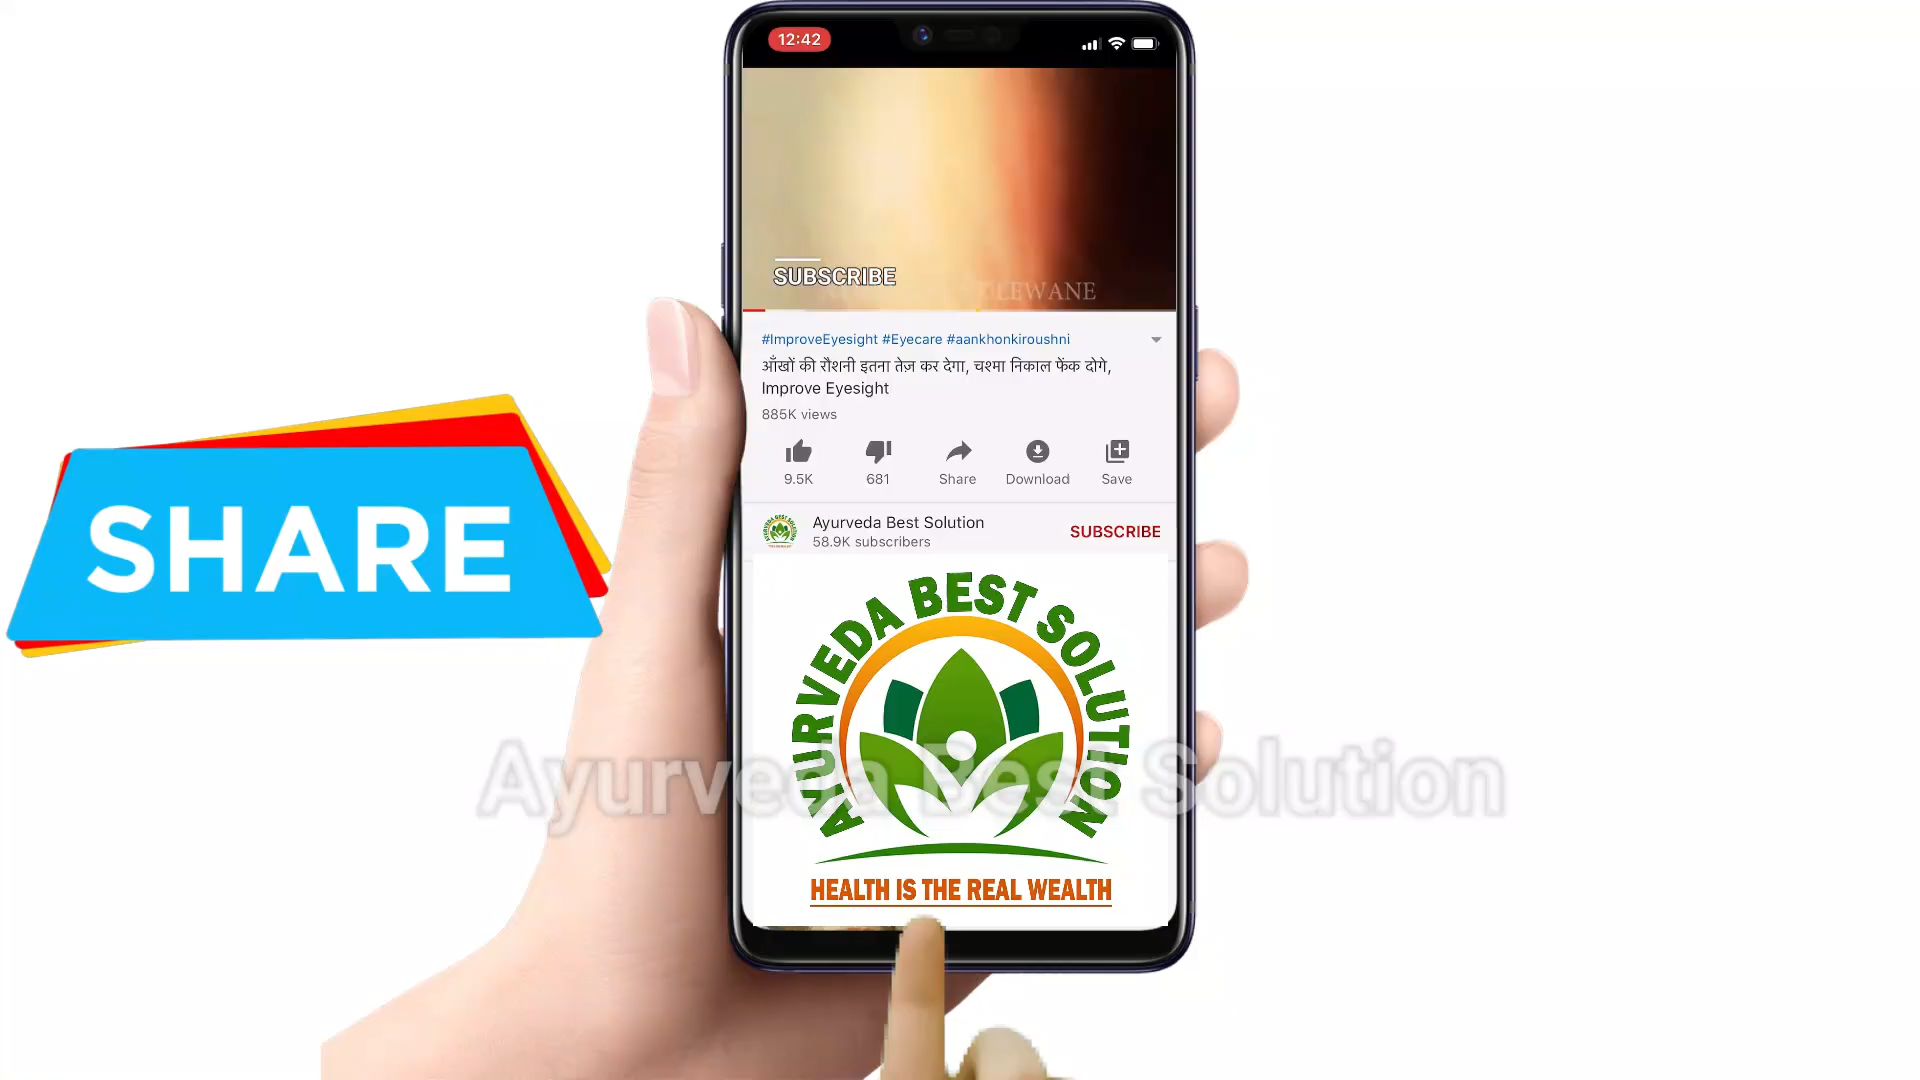 12:42
SUBSCRIBE
LEWANE
#ImproveEyesight #Eyecare #aankhonkiroushni
आँखों की रौशनी इतना तेज़ कर देगा, चश्मा निकाल फेंक दोगे,
Improve Eyesight
885K views
9.5K 681 Share Download Save
Ayurveda Best Solution
58.9K subscribers
SUBSCRIBE
SHARE
AYURVEDA BEST SOLUTION
Ayurveda Best Solution
HEALTH IS THE REAL WEALTH